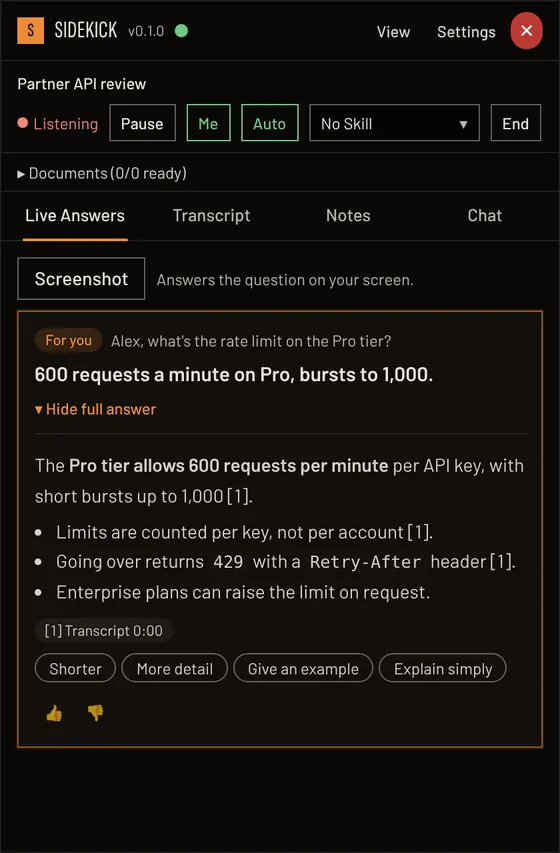 S SIDEKICK v0.1.0 View Settings ✕
Partner API review
Listening Pause Me Auto No Skill ▼ End
▸ Documents (0/0 ready)
Live Answers Transcript Notes Chat
Screenshot Answers the question on your screen.
For you Alex, what's the rate limit on the Pro tier?
600 requests a minute on Pro, bursts to 1,000.
▾ Hide full answer
The Pro tier allows 600 requests per minute per API key, with
short bursts up to 1,000 [1].
• Limits are counted per key, not per account [1].
• Going over returns 429 with a Retry-After header [1].
• Enterprise plans can raise the limit on request.
[1] Transcript 0:00
Shorter More detail Give an example Explain simply